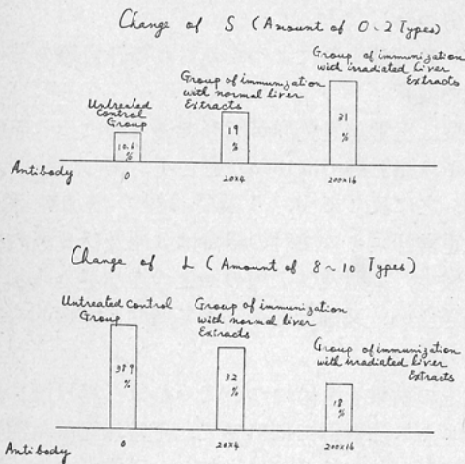 Change of S (Amount of 0~2 Types)
Group of immunization
with irradiated liver
Extracts
Group of immunization
with normal liver
Extracts
Untreated
Control
Group
10.6
%
19
%
31
%
Antibody 0 20×4 200×16
Change of L (Amount of 8~10 Types)
Untreated Control
Group
Group of immunization
with normal liver
Extracts
Group of immunization
with irradiated liver
Extracts
38.9
%
32
%
18
%
Antibody 0 20×4 200×16